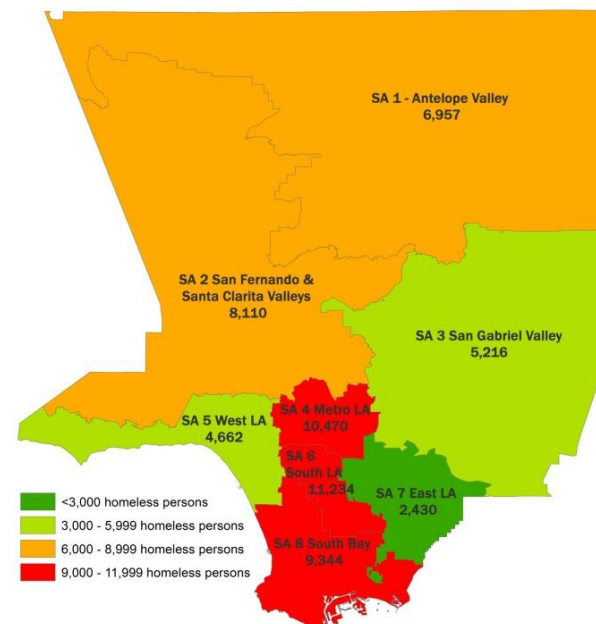 SA 1 - Antelope Valley
6,957
SA 2 San Fernando &
Santa Clarita Valleys
8,110
SA 3 San Gabriel Valley
5,216
SA 4 Metro LA
10,470
SA 5 West LA
4,662
SA 6
South LA
11,234
SA 7 East LA
2,430
SA 8 South Bay
9,344
<3,000 homeless persons
3,000 - 5,999 homeless persons
6,000 - 8,999 homeless persons
9,000 - 11,999 homeless persons